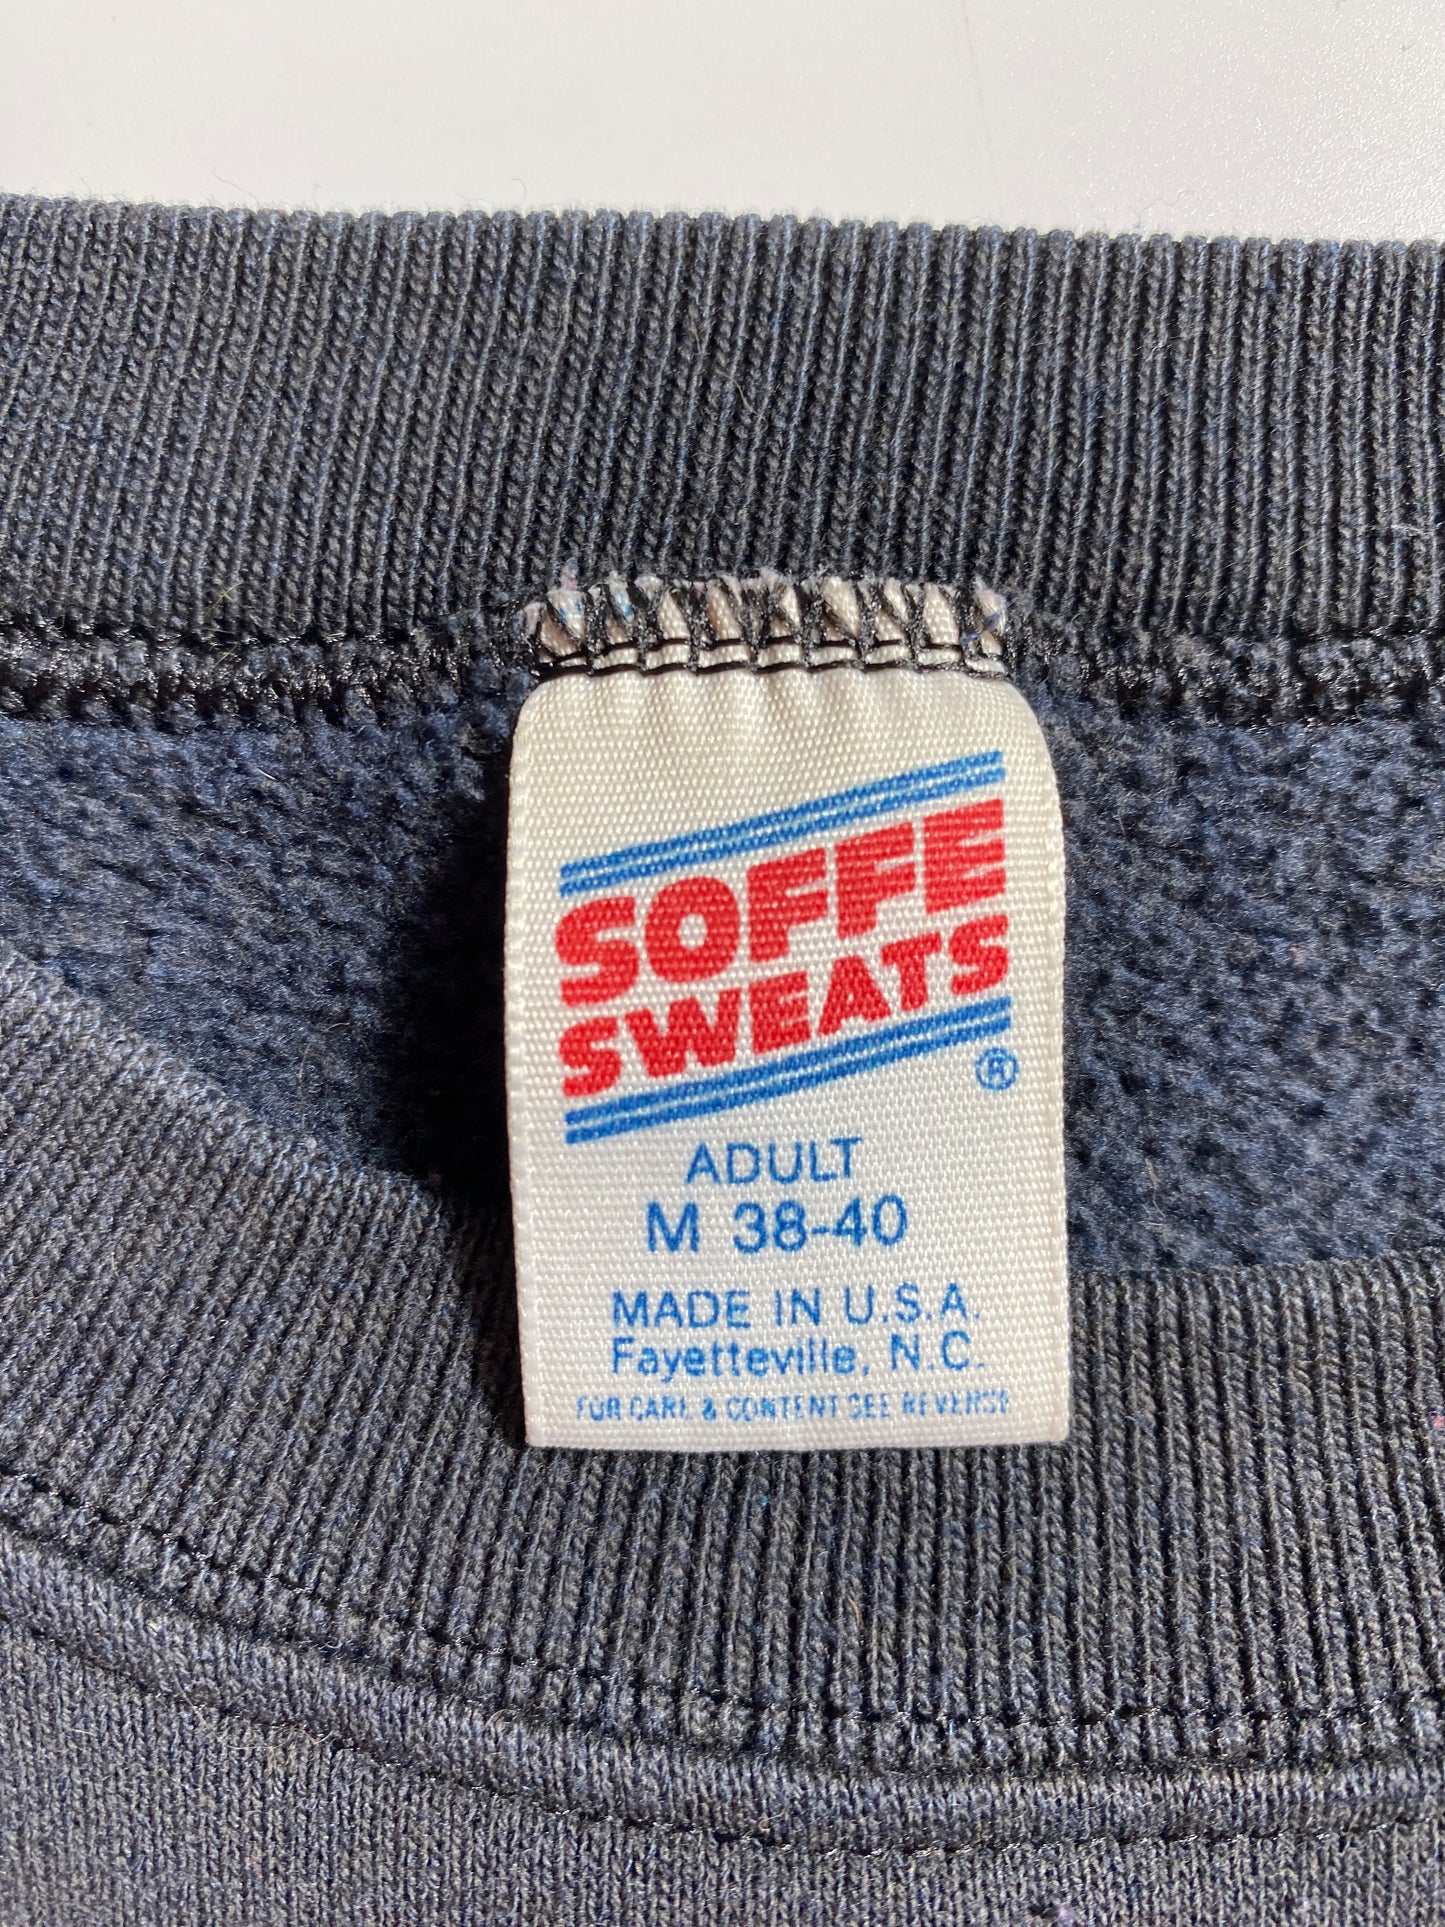 SOFFE
SWEATS
®
ADULT
M 38-40
MADE IN U.S.A.
Fayetteville, N.C.
FOR CARE & CONTENT SEE REVERSE